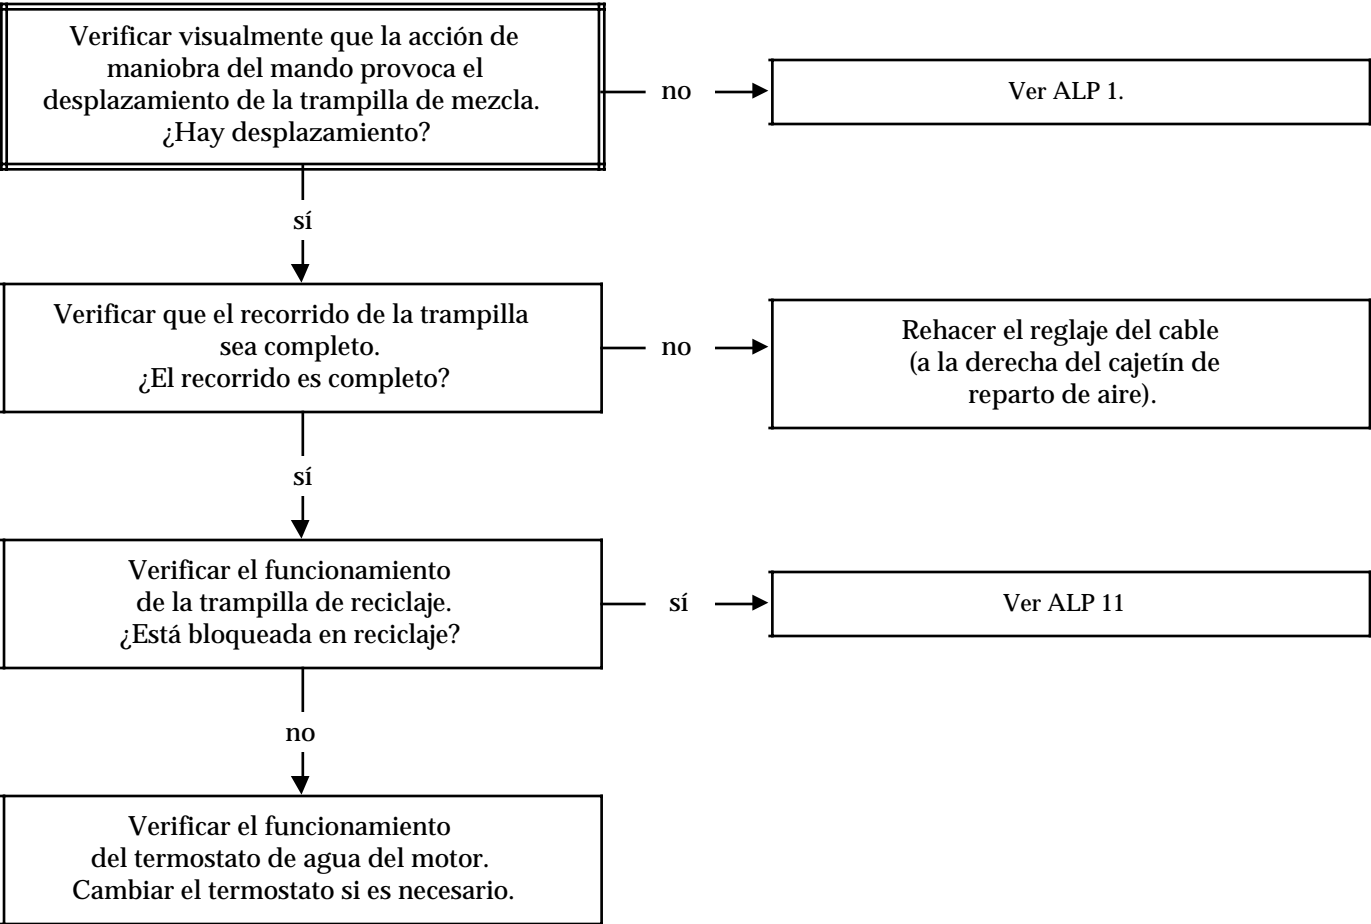 Verificar visualmente que la acción de
maniobra del mando provoca el
desplazamiento de la trampilla de mezcla.
¿Hay desplazamiento?
no
Ver ALP 1.
sí
Verificar que el recorrido de la trampilla
sea completo.
¿El recorrido es completo?
no
Rehacer el reglaje del cable
(a la derecha del cajetín de
reparto de aire).
sí
Verificar el funcionamiento
de la trampilla de reciclaje.
¿Está bloqueada en reciclaje?
sí
Ver ALP 11
no
Verificar el funcionamiento
del termostato de agua del motor.
Cambiar el termostato si es necesario.